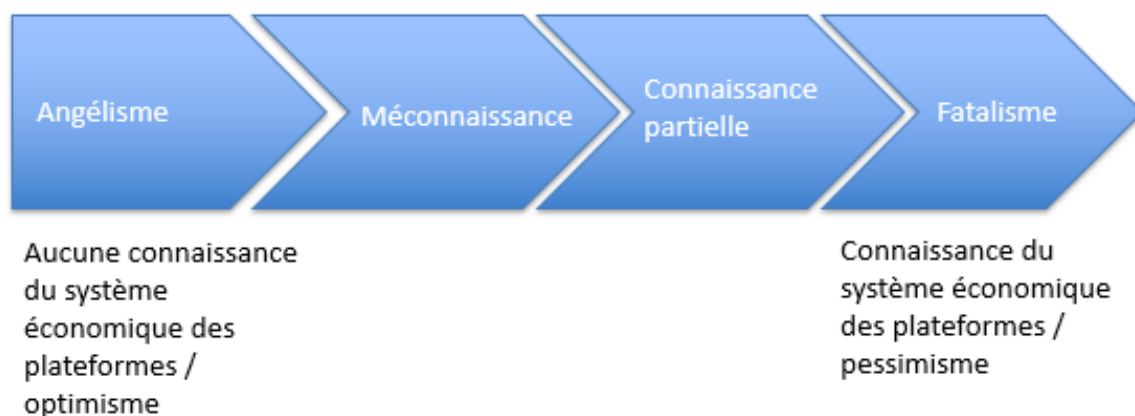 Angélisme
Méconnaissance
Connaissance
partielle
Fatalisme
Aucune connaissance
du système
économique des
plateformes /
optimisme
Connaissance du
système économique
des plateformes /
pessimisme